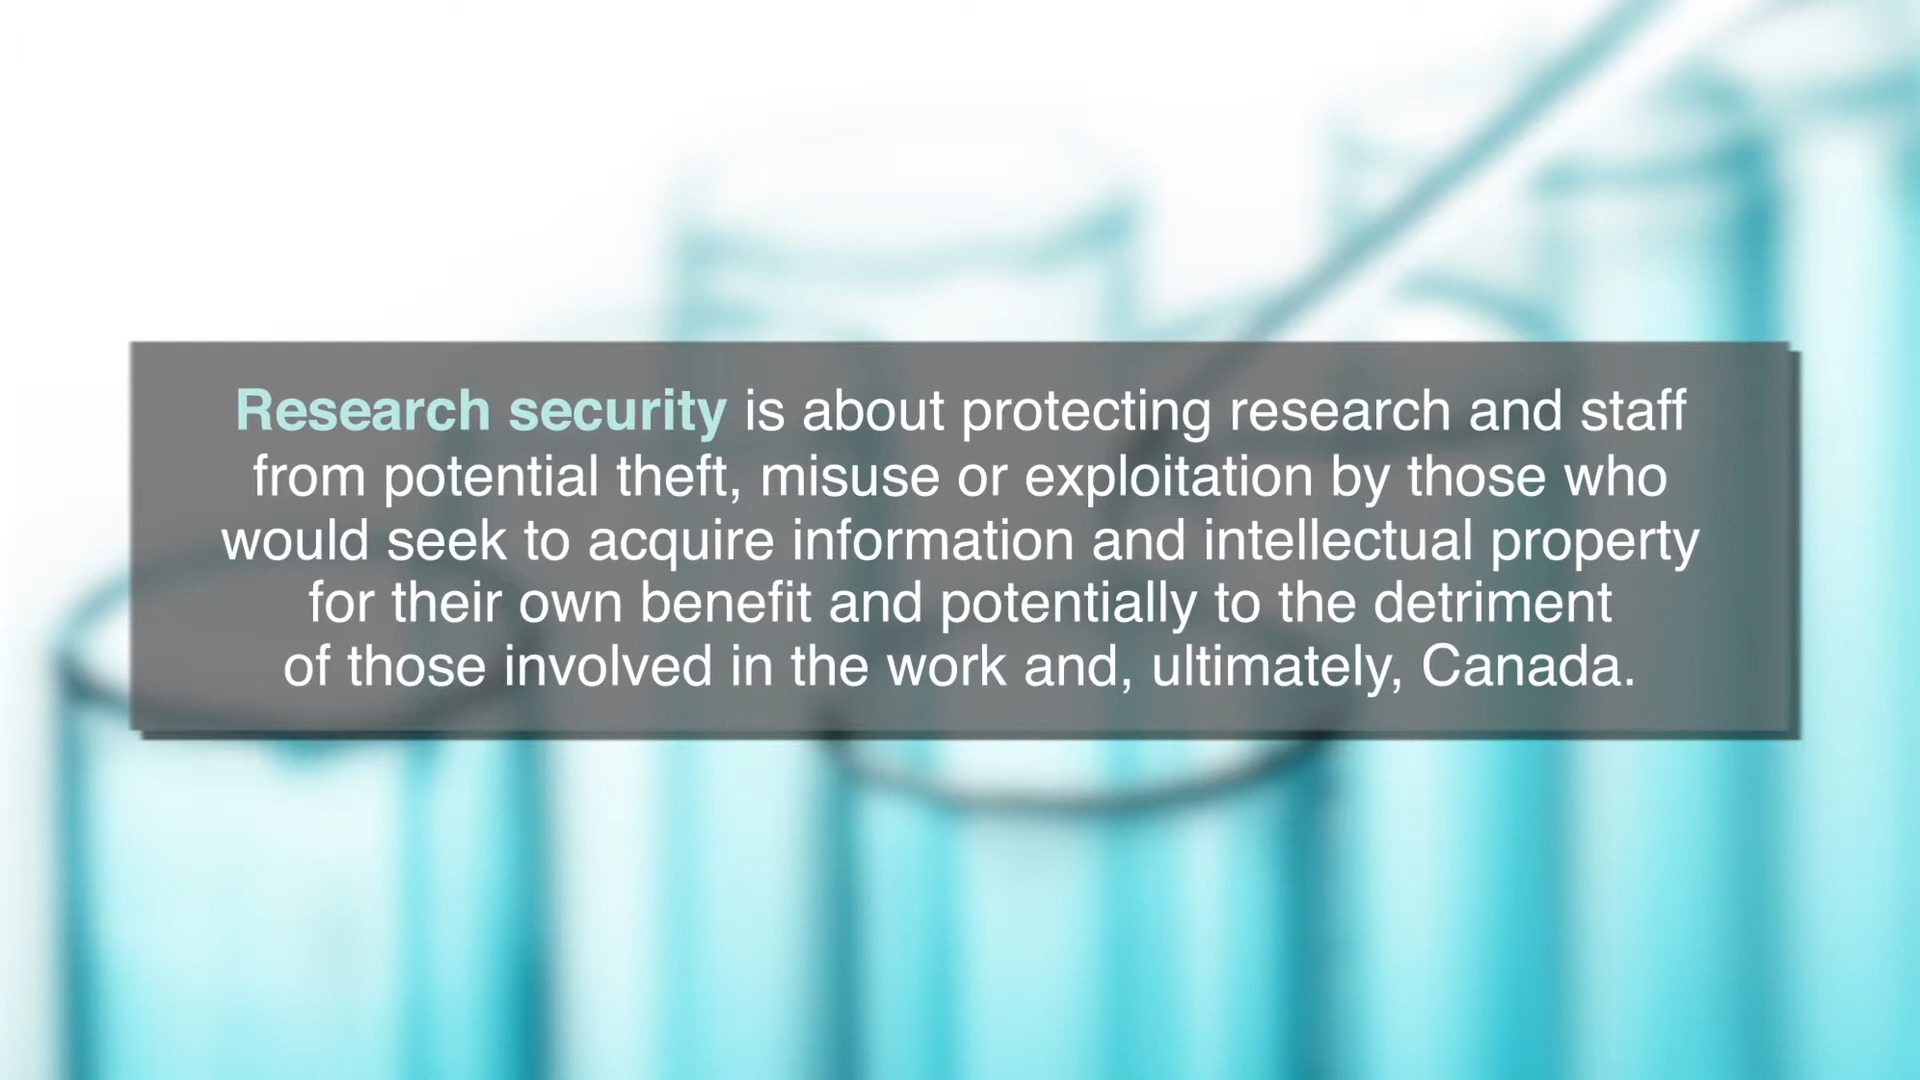 Research security is about protecting research and staff
from potential theft, misuse or exploitation by those who
would seek to acquire information and intellectual property
for their own benefit and potentially to the detriment
of those involved in the work and, ultimately, Canada.